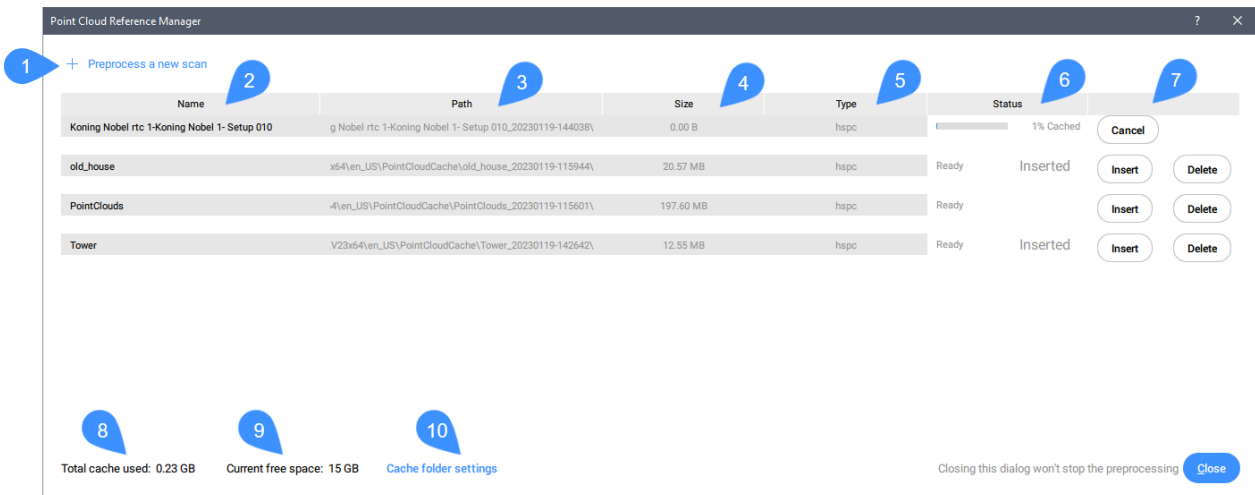 Point Cloud Reference Manager ? ×
1 + Preprocess a new scan
2 3 4 5 6 7
Name Path Size Type Status
Koning Nobel rtc 1-Koning Nobel 1- Setup 010 g Nobel rtc 1-Koning Nobel 1- Setup 010_20230119-144038\ 0.00 B hspc 1% Cached Cancel
old_house x64\en_US\PointCloudCache\old_house_20230119-115944\ 20.57 MB hspc Ready Inserted Insert Delete
PointClouds ›4\en_US\PointCloudCache\PointClouds_20230119-115601\ 197.60 MB hspc Ready Insert Delete
Tower V23x64\en_US\PointCloudCache\Tower_20230119-142642\ 12.55 MB hspc Ready Inserted Insert Delete
8 9 10
Total cache used: 0.23 GB Current free space: 15 GB Cache folder settings Closing this dialog won't stop the preprocessing Close